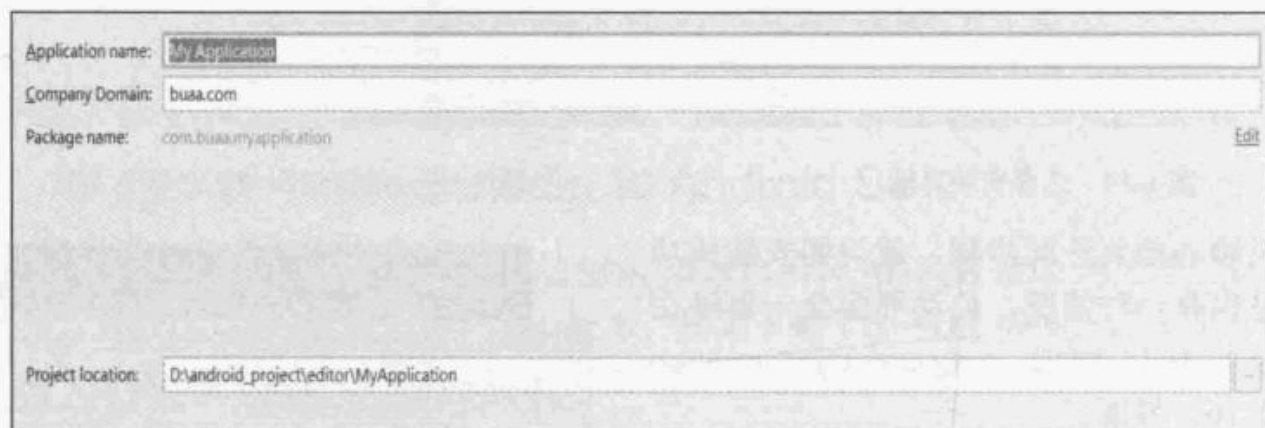 Application name: My Application
Company Domain: buaa.com
Package name: com.buaa.myapplication
Edit
Project location: D:\android_project\editor\MyApplication